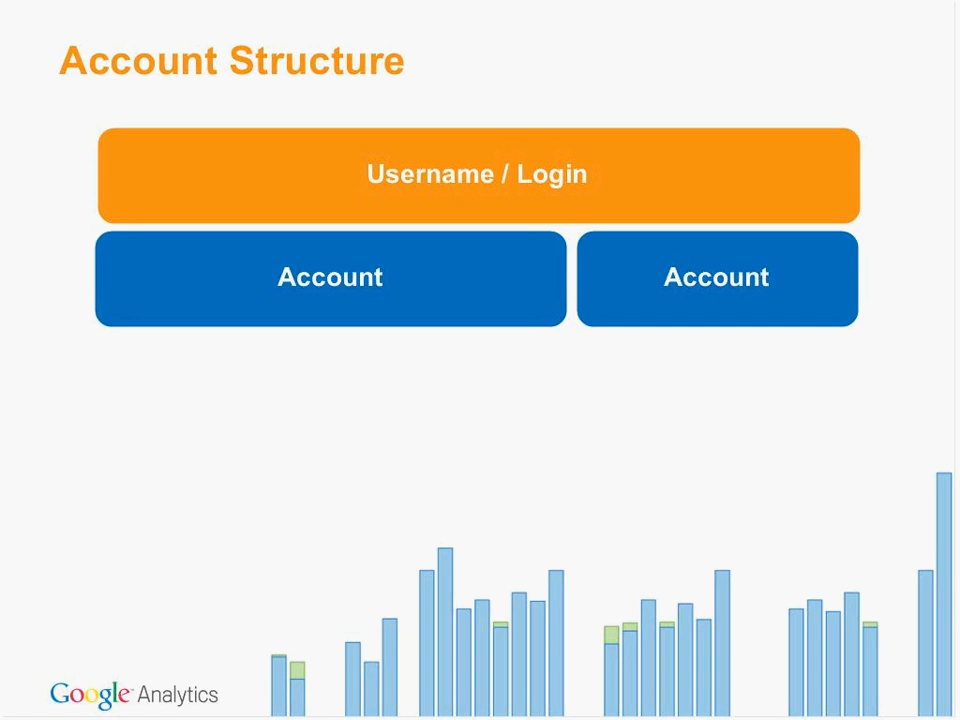 Account Structure
Username / Login
Account Account
Google Analytics